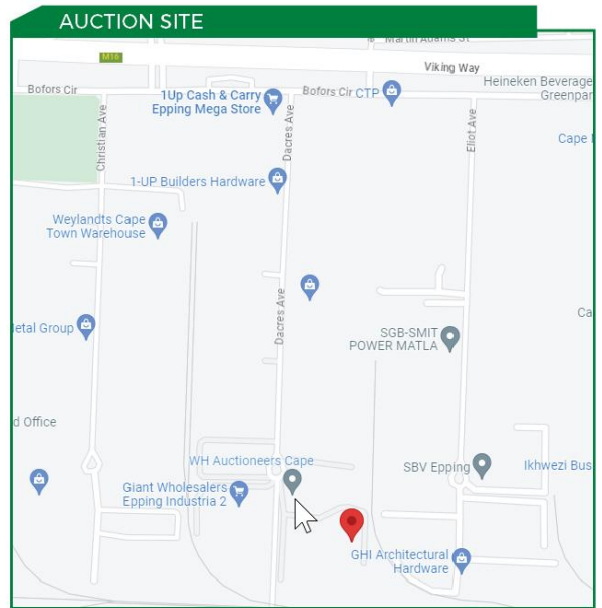 AUCTION SITE
Martin Adams St
M16
Viking Way
Bofors Cir
1Up Cash & Carry
Epping Mega Store
Bofors Cir
CTP
Heineken Beverage
Greenpar
Christian Ave
Dacres Ave
Eliot Ave
Cape
1-UP Builders Hardware
Weylandts Cape
Town Warehouse
Dacres Ave
Ca
etal Group
SGB-SMIT
POWER MATLA
d Office
WH Auctioneers Cape
SBV Epping
Ikhwezi Bus
Giant Wholesalers
Epping Industria 2
GHI Architectural
Hardware